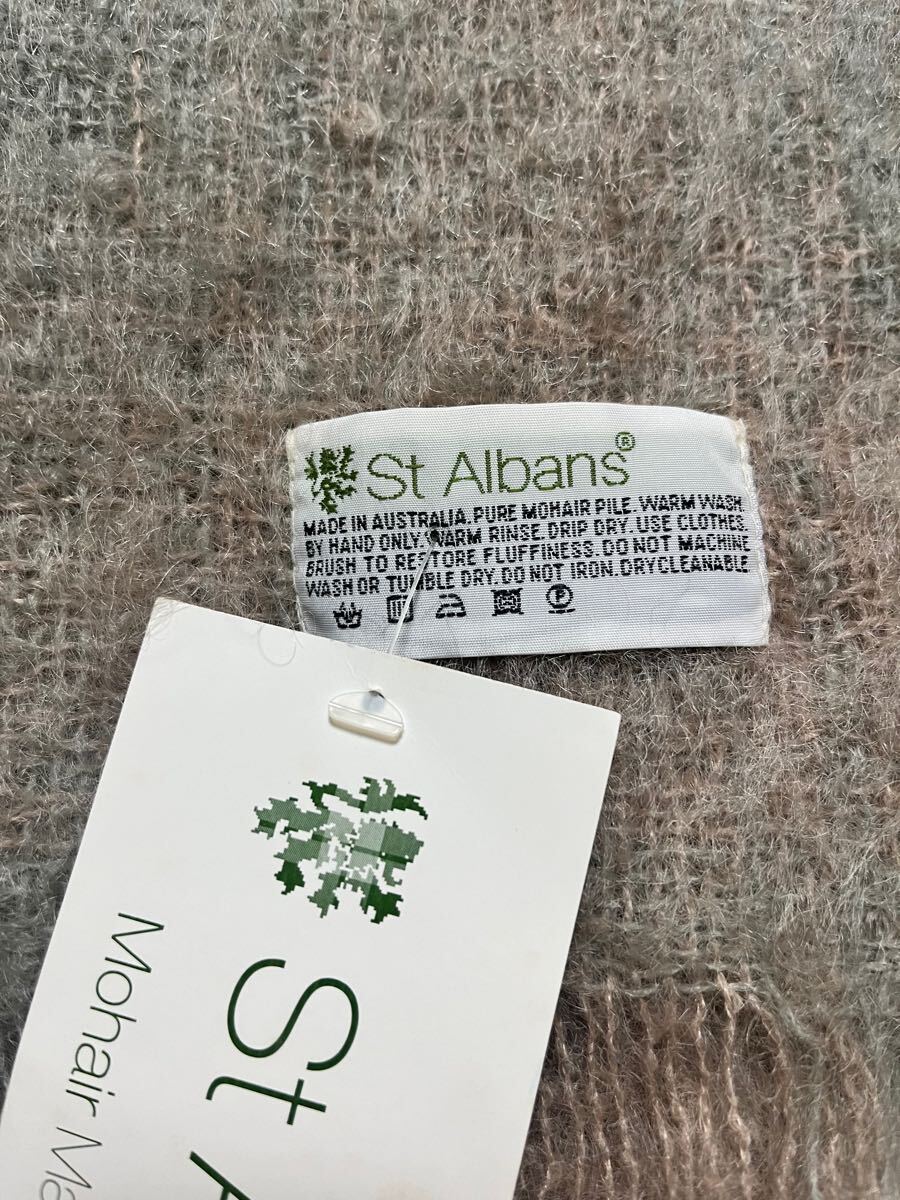 St Albans®
MADE IN AUSTRALIA. PURE MOHAIR PILE. WARM WASH.
BY HAND ONLY. WARM RINSE. DRIP DRY. USE CLOTHES.
BRUSH TO RESTORE FLUFFINESS. DO NOT MACHINE
WASH OR TUMBLE DRY. DO NOT IRON. DRYCLEANABLE
P
St A
Mohair Ma